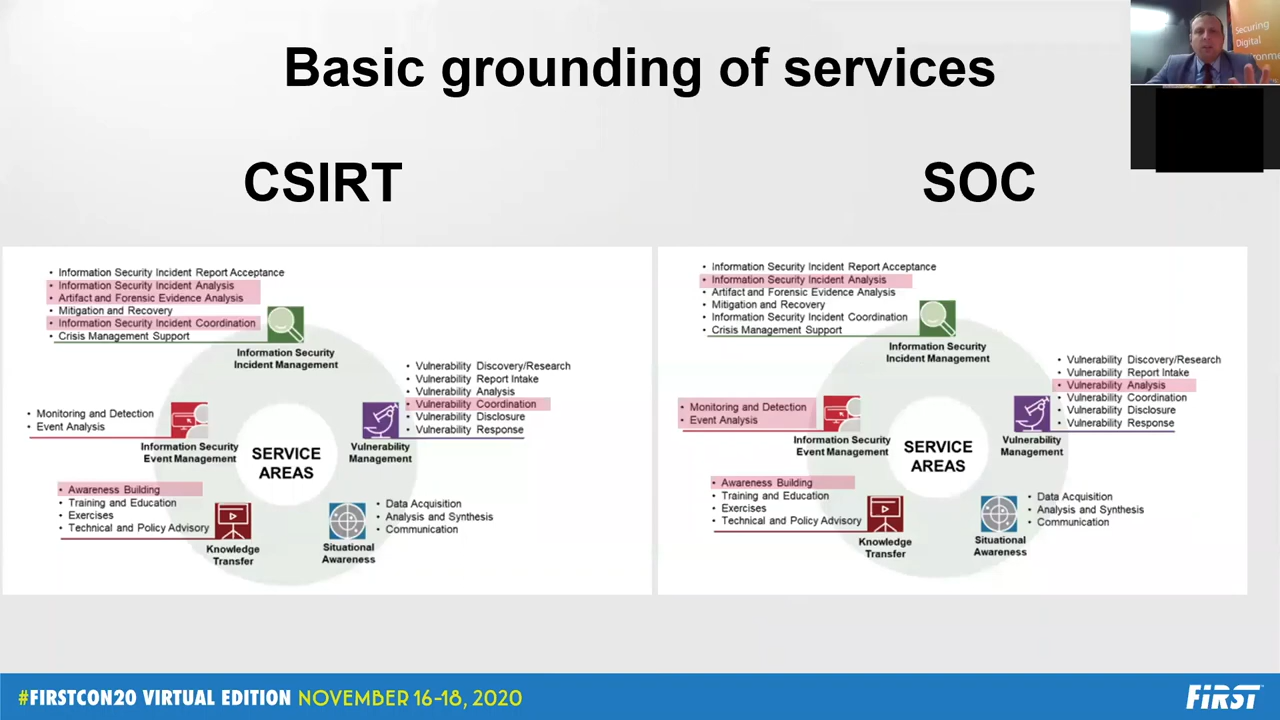 Basic grounding of services
Securing
Digital
CSIRT
SOC
• Information Security Incident Report Acceptance
• Information Security Incident Analysis
• Artifact and Forensic Evidence Analysis
• Mitigation and Recovery
• Information Security Incident Coordination
• Crisis Management Support
Information Security
Incident Management
• Vulnerability Discovery/Research
• Vulnerability Report Intake
• Vulnerability Analysis
• Vulnerability Coordination
• Vulnerability Disclosure
• Vulnerability Response
Vulnerability
Management
• Monitoring and Detection
• Event Analysis
Information Security
Event Management
SERVICE
AREAS
• Awareness Building
• Training and Education
• Exercises
• Technical and Policy Advisory
Knowledge
Transfer
• Data Acquisition
• Analysis and Synthesis
• Communication
Situational
Awareness
• Information Security Incident Report Acceptance
• Information Security Incident Analysis
• Artifact and Forensic Evidence Analysis
• Mitigation and Recovery
• Information Security Incident Coordination
• Crisis Management Support
Information Security
Incident Management
• Vulnerability Discovery/Research
• Vulnerability Report Intake
• Vulnerability Analysis
• Vulnerability Coordination
• Vulnerability Disclosure
• Vulnerability Response
Vulnerability
Management
• Monitoring and Detection
• Event Analysis
Information Security
Event Management
SERVICE
AREAS
• Awareness Building
• Training and Education
• Exercises
• Technical and Policy Advisory
Knowledge
Transfer
• Data Acquisition
• Analysis and Synthesis
• Communication
Situational
Awareness
#FIRSTCON20 VIRTUAL EDITION NOVEMBER 16-18, 2020
FIRST